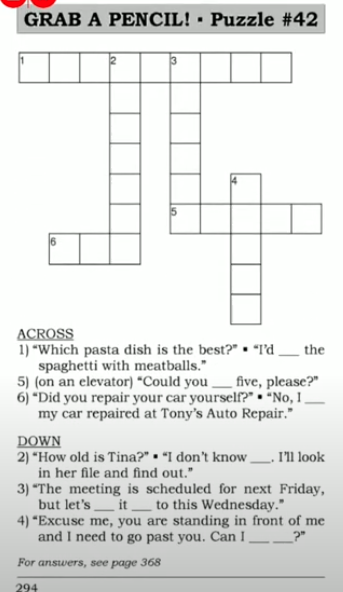 GRAB A PENCIL! • Puzzle #42
1 2 3
4
5
6
ACROSS
1) “Which pasta dish is the best?” ▪ “I’d ___ the
spaghetti with meatballs.”
5) (on an elevator) “Could you ___ five, please?”
6) “Did you repair your car yourself?” ▪ “No, I ___
my car repaired at Tony’s Auto Repair.”
DOWN
2) “How old is Tina?” ▪ “I don’t know ___. I’ll look
in her file and find out.”
3) “The meeting is scheduled for next Friday,
but let’s ___ it ___ to this Wednesday.”
4) “Excuse me, you are standing in front of me
and I need to go past you. Can I ___ ___?”
For answers, see page 368
294